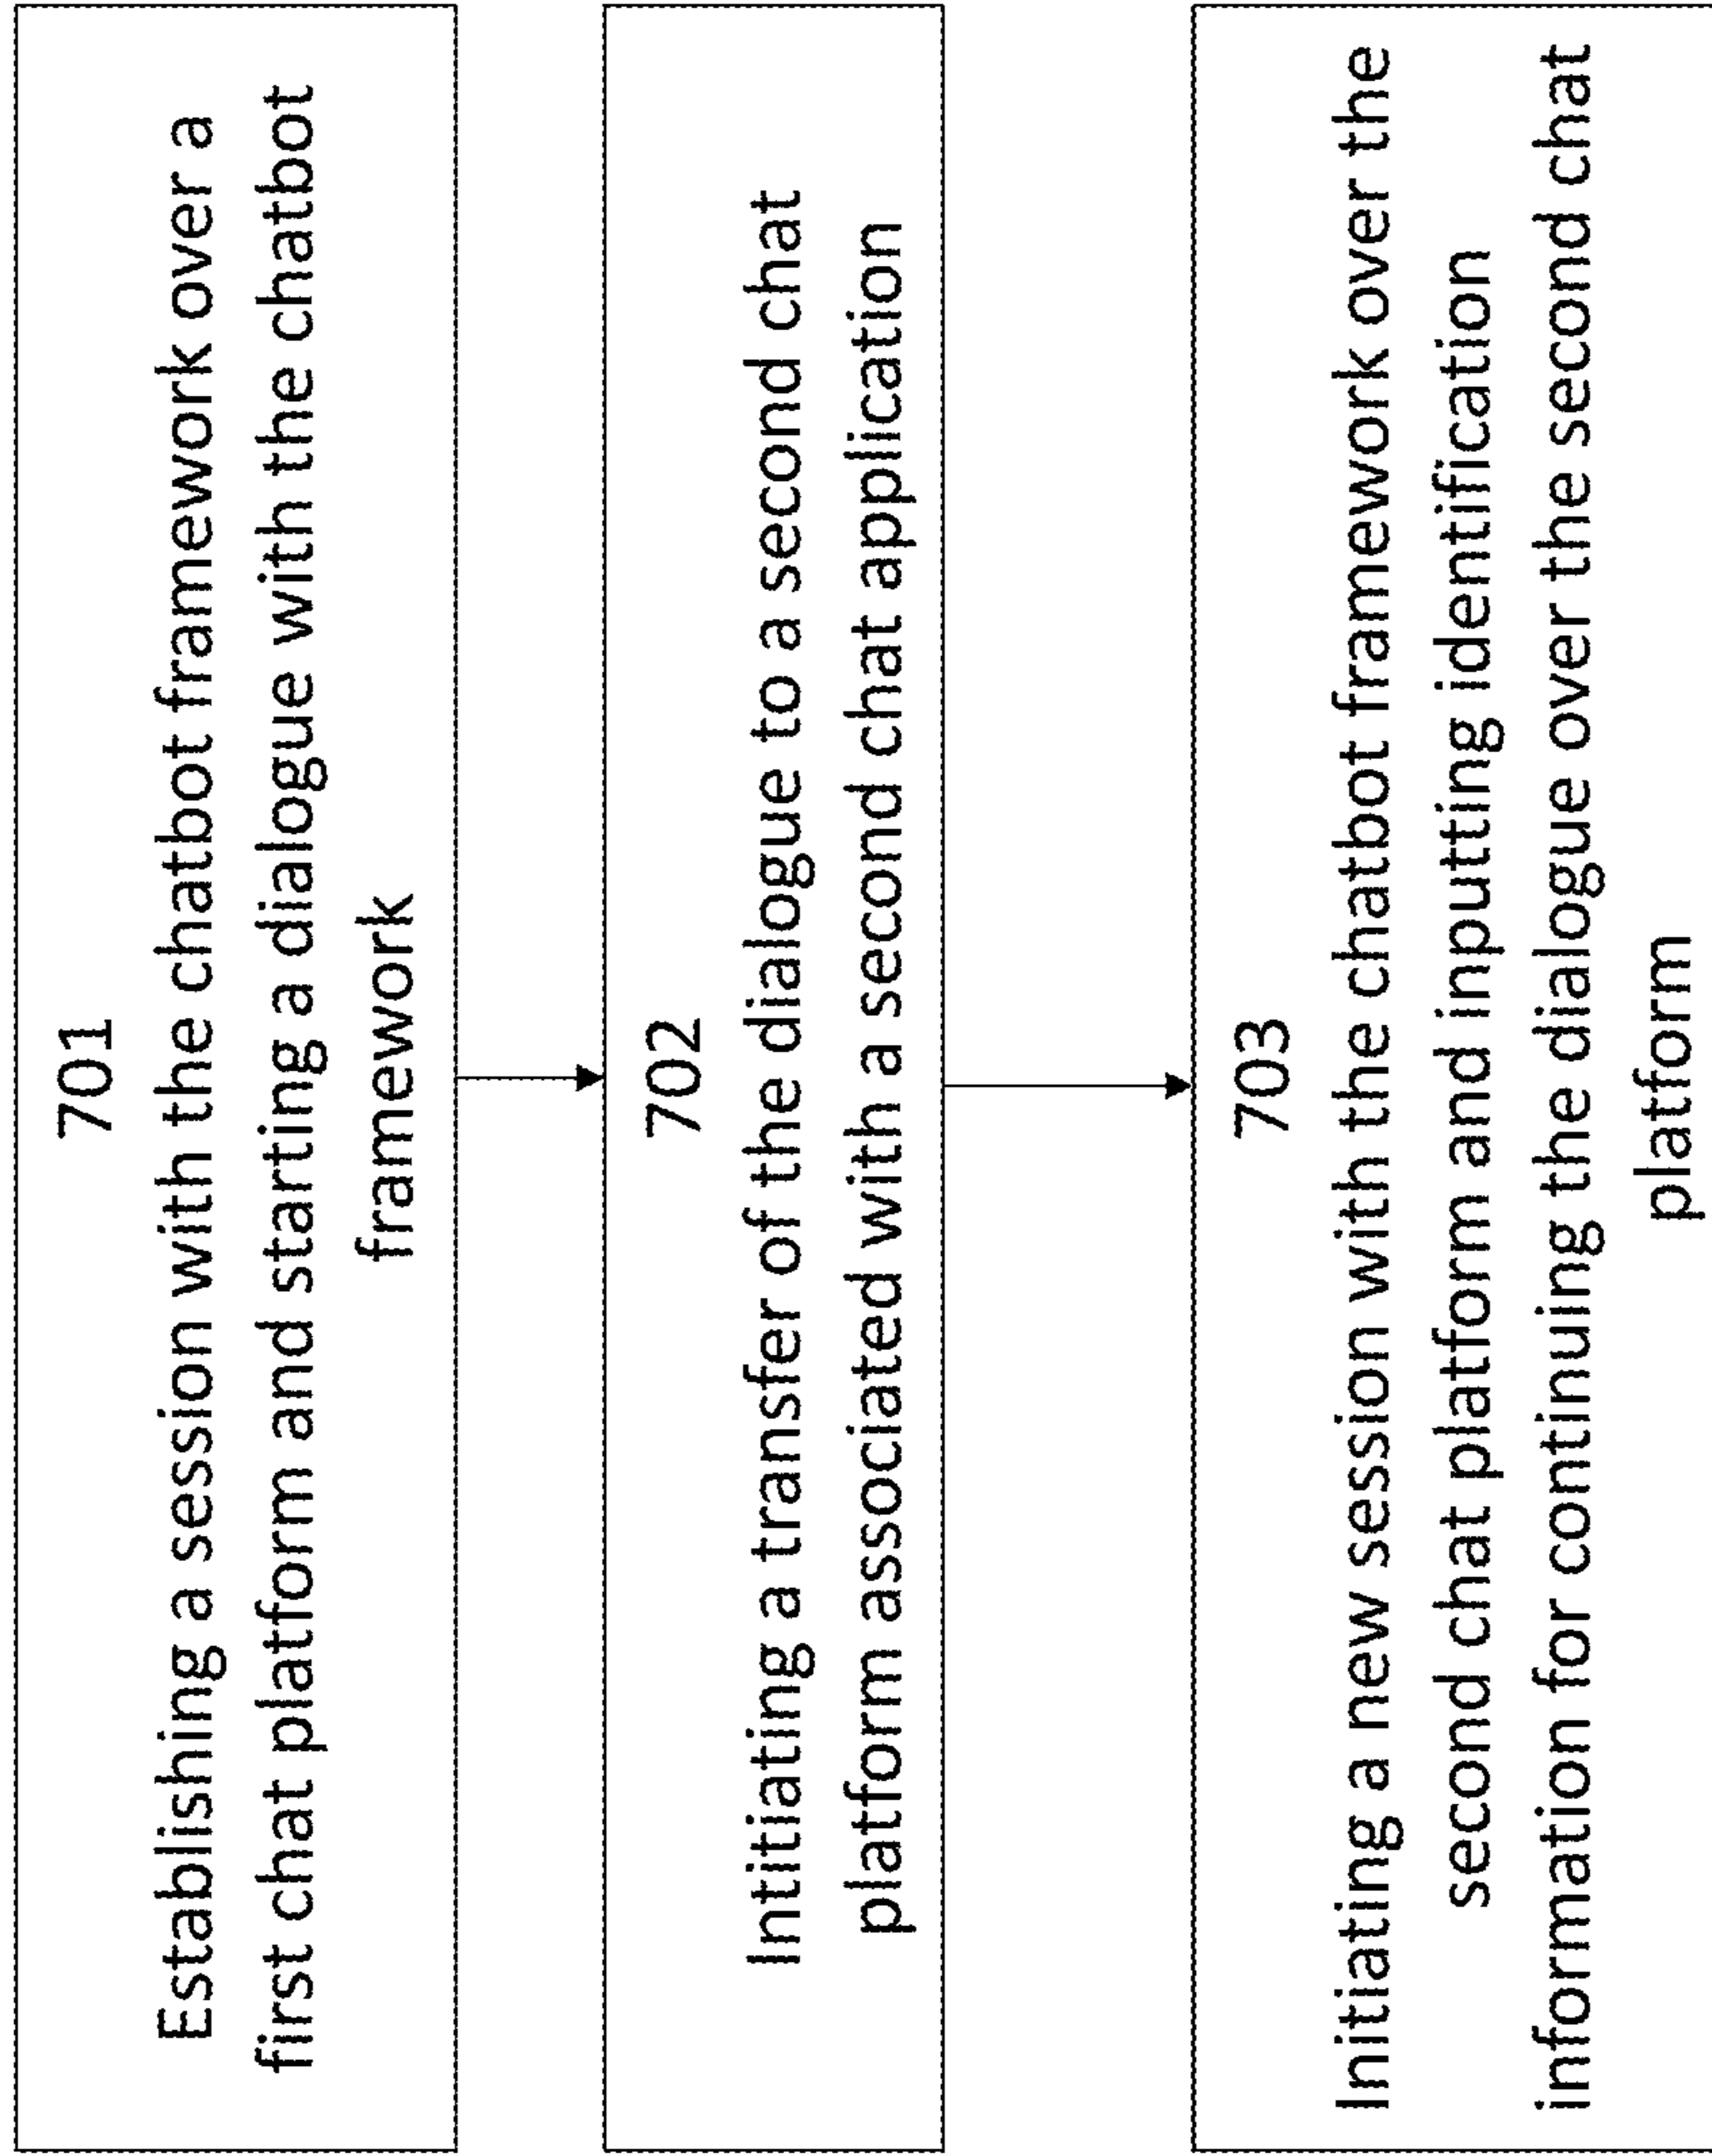 701
Establishing a session with the chatbot framework over a
first chat platform and starting a dialogue with the chatbot
framework
702
Intitiating a transfer of the dialogue to a second chat
platform associated with a second chat application
703
Initiating a new session with the chatbot framework over the
second chat platform and inputting identification
information for continuing the dialogue over the second chat
platform